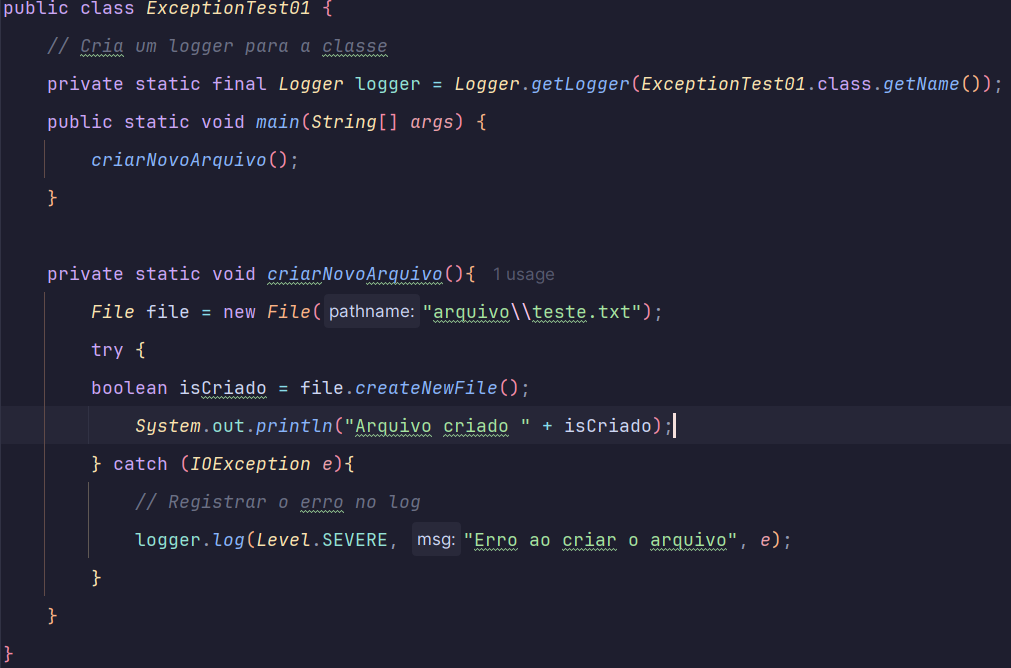 public class ExceptionTest01 {
// Cria um logger para a classe
private static final Logger logger = Logger.getLogger(ExceptionTest01.class.getName());
public static void main(String[] args) {
criarNovoArquivo();
}
private static void criarNovoArquivo(){ 1 usage
File file = new File( pathname: "arquivo\\teste.txt");
try {
boolean isCriado = file.createNewFile();
System.out.println("Arquivo criado " + isCriado);
} catch (IOException e){
// Registrar o erro no log
logger.log(Level.SEVERE, msg: "Erro ao criar o arquivo", e);
}
}
}